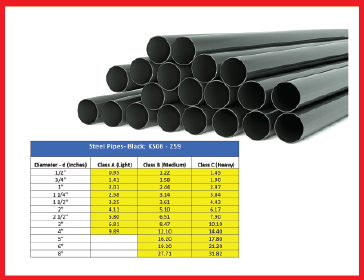 Steel Pipes- Black: KS06 - 259
Diameter - d (Inches) Class A (Light) Class B (Medium) Class C (Heavy)
1/2" 0.95 1.22 1.45
3/4" 1.41 1.58 1.90
1" 2.01 2.44 2.97
1 1/4" 2.58 3.14 3.84
1 1/2" 3.25 3.61 4.43
2" 4.11 5.10 6.17
2 1/2" 5.80 6.51 7.90
3" 6.81 8.47 10.10
4" 9.89 12.10 14.40
5" 16.20 17.80
6" 19.20 21.20
8" 27.71 31.82